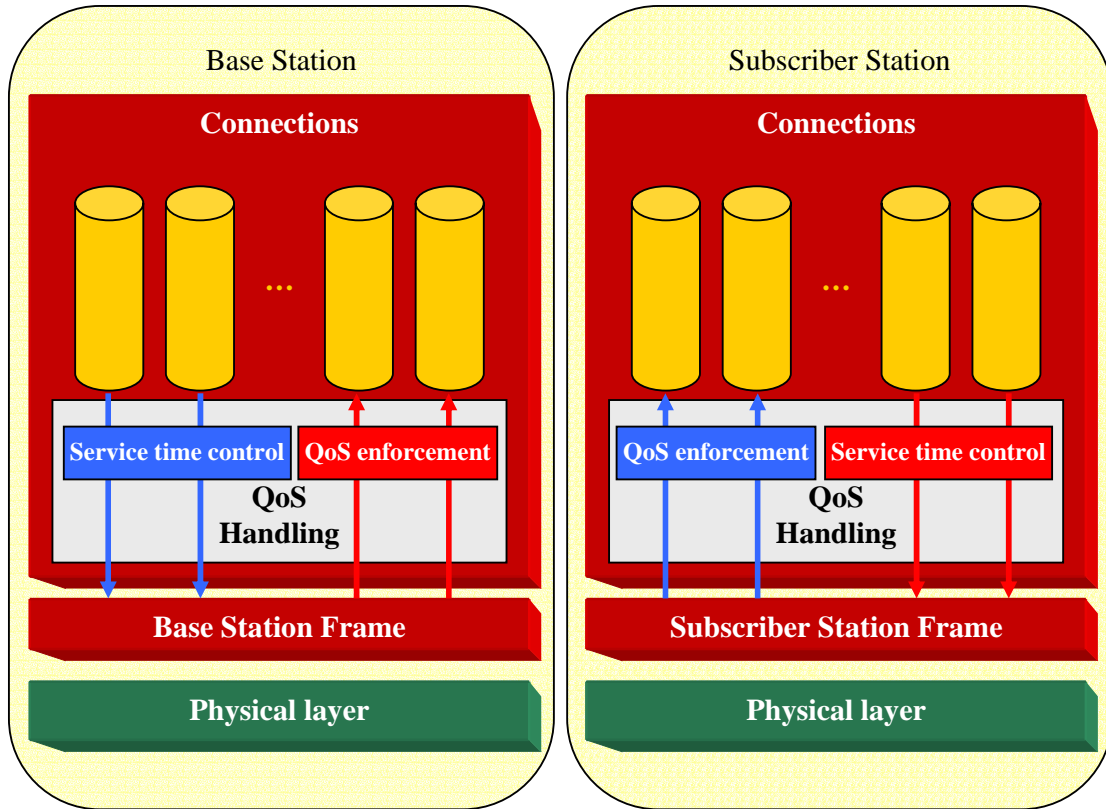 Base Station
Connections
...
Service time control
QoS enforcement
QoS
Handling
Base Station Frame
Physical layer
Subscriber Station
Connections
...
QoS enforcement
Service time control
QoS
Handling
Subscriber Station Frame
Physical layer